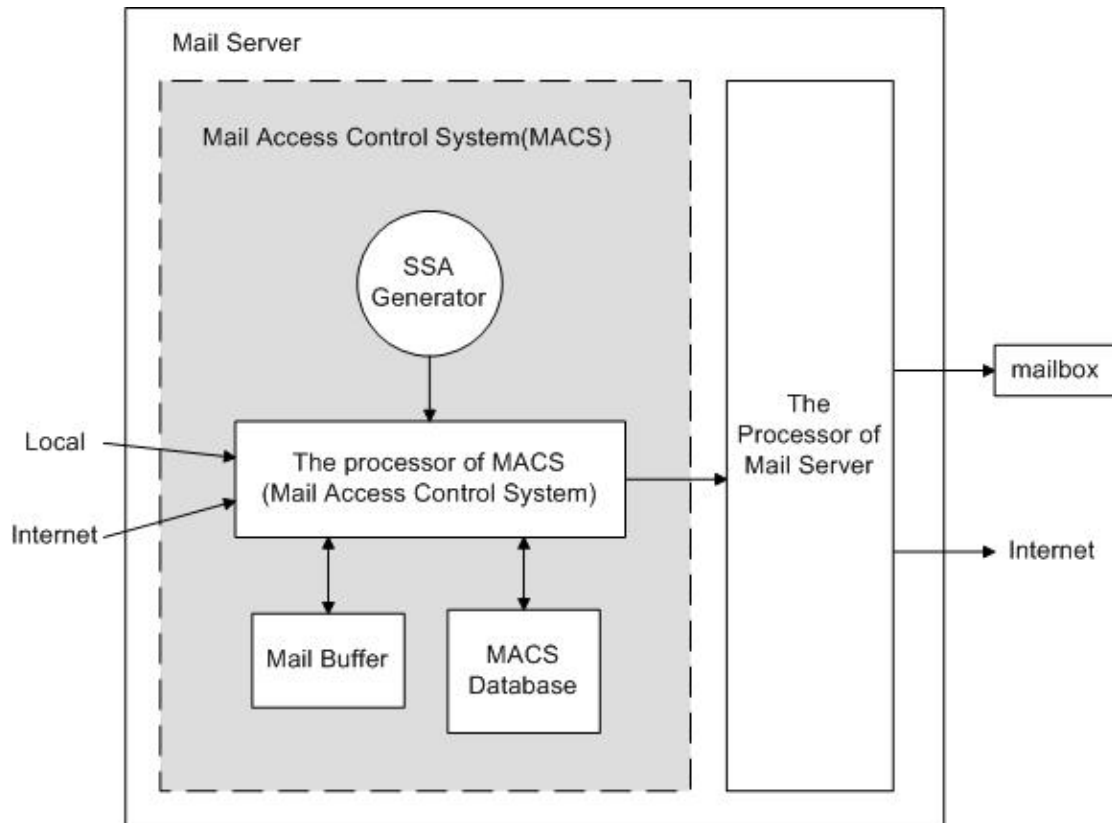 Mail Server
Mail Access Control System(MACS)
SSA
Generator
Local
Internet
The processor of MACS
(Mail Access Control System)
Mail Buffer
MACS
Database
The
Processor of
Mail Server
mailbox
Internet